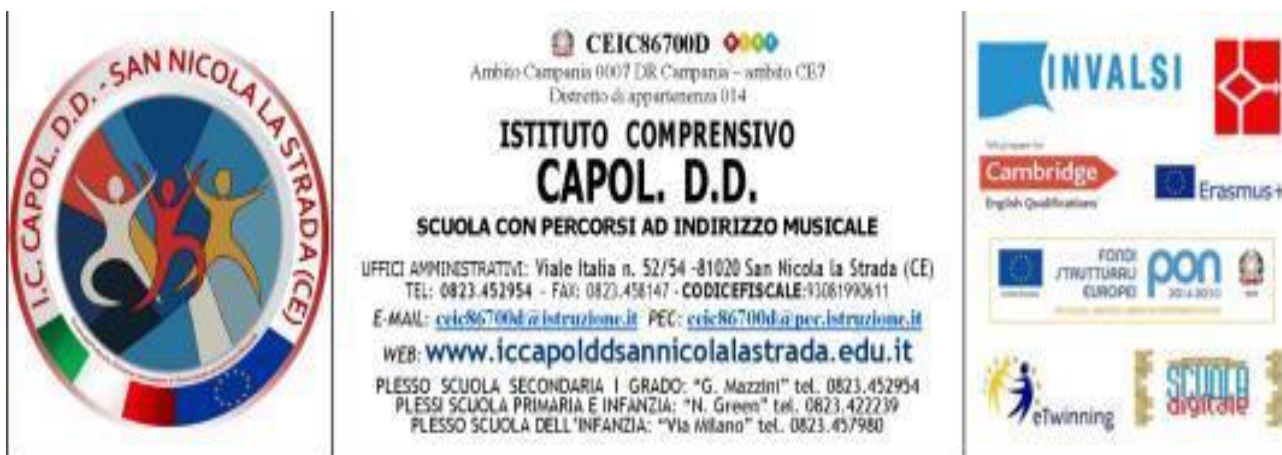 I.C. CAPOL. D.D. - SAN NICOLA LA STRADA (CE)
CEIC86700D
Ambito Campania 0007 DR Campania – ambito CE7
Distretto di appartenenza 014
ISTITUTO COMPRENSIVO
CAPOL. D.D.
SCUOLA CON PERCORSI AD INDIRIZZO MUSICALE
UFFICI AMMINISTRATIVI: Viale Italia n. 52/54 -81020 San Nicola la Strada (CE)
TEL: 0823.452954 - FAX: 0823.458147 - CODICEFISCALE:93081990611
E-MAIL: ceic86700d@istruzione.it PEC: ceic86700d@pec.istruzione.it
WEB: www.iccapolddsannicolalastrada.edu.it
PLESSO SCUOLA SECONDARIA I GRADO: “G. Mazzini” tel. 0823.452954
PLESSI SCUOLA PRIMARIA E INFANZIA: “N. Green” tel. 0823.422239
PLESSO SCUOLA DELL'INFANZIA: “Via Milano” tel. 0823.457980
INVALSI
Cambridge
English Qualifications
Erasmus+
FONDI
STRUTTURALI
EUROPEI
pon
2014-2020
eTwinning
SCUOLA
digitale